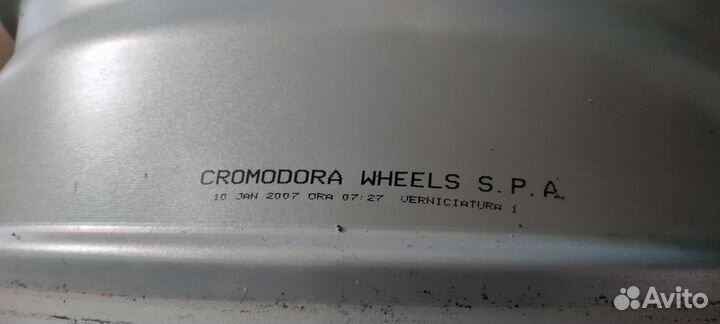 CROMODORA WHEELS S.P.A.
10 JAN 2007 ORA 07:27 VERNICIATURA 1
Avito